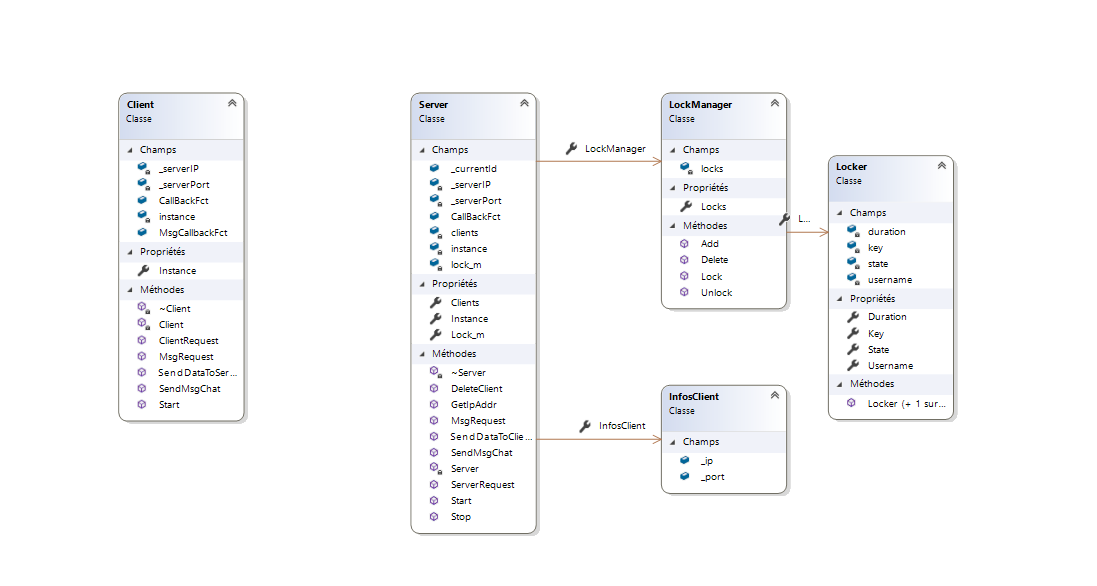 Client
Classe
Champs
_serverIP
_serverPort
CallBackFct
instance
MsgCallbackFct
Propriétés
Instance
Méthodes
~Client
Client
ClientRequest
MsgRequest
SendDataToSer...
SendMsgChat
Start
Server
Classe
Champs
_currentId
_serverIP
_serverPort
CallBackFct
clients
instance
lock_m
Propriétés
Clients
Instance
Lock_m
Méthodes
~Server
DeleteClient
GetIpAddr
MsgRequest
SendDataToClie...
SendMsgChat
Server
ServerRequest
Start
Stop
LockManager
InfosClient
LockManager
Classe
Champs
locks
Propriétés
Locks
Méthodes
Add
Delete
Lock
Unlock
L...
InfosClient
Classe
Champs
_ip
_port
Locker
Classe
Champs
duration
key
state
username
Propriétés
Duration
Key
State
Username
Méthodes
Locker (+ 1 sur...